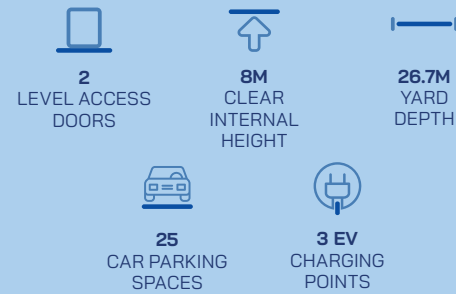 2
LEVEL ACCESS
DOORS
8M
CLEAR
INTERNAL
HEIGHT
26.7M
YARD
DEPTH
25
CAR PARKING
SPACES
3 EV
CHARGING
POINTS